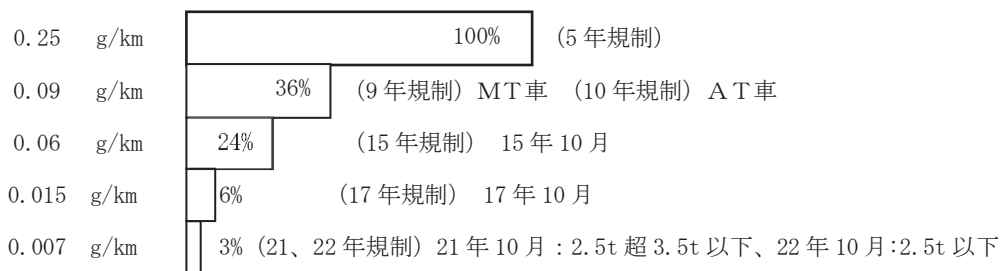 0.25 g/km 100% (5年規制)
0.09 g/km 36% (9年規制) ＭＴ車 (10年規制) ＡＴ車
0.06 g/km 24% (15年規制) 15年10月
0.015 g/km 6% (17年規制) 17年10月
0.007 g/km 3% (21、22年規制) 21年10月：2.5t超3.5t以下、22年10月:2.5t以下